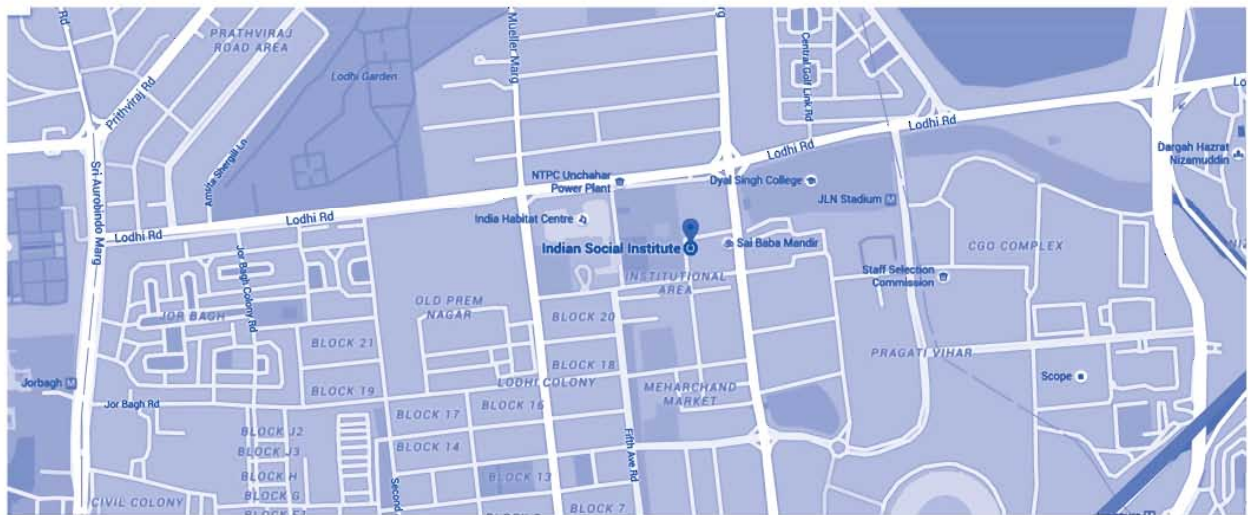 Rd
PRATHVIRAJ
ROAD AREA
Prithviraj Rd
Lodhi Garden
Mueller Marg
Central Golf Link Rd
Lodhi Rd
Lo
Sri Aurobindo Marg
Amrita Shergill Ln
NTPC Unchahar
Power Plant
Lodhi Rd
Dyal Singh College
Dargah Hazrat
Nizamuddin
JLN Stadium
Lodhi Rd
Lodhi Rd
India Habitat Centre
Indian Social Institute
Sai Baba Mandir
CGO COMPLEX
NIZ
Jor Bagh Colony Rd
INSTITUTIONAL
AREA
Staff Selection
Commission
OLD PREM
NAGAR
JOR BAGH
BLOCK 20
BLOCK 21
PRAGATI VIHAR
BLOCK 18
Jorbagh
LODHI COLONY
MEHARCHAND
MARKET
Scope
BLOCK 19
Jor Bagh Rd
BLOCK 17
BLOCK 16
BLOCK J2
BLOCK J3
BLOCK 14
Fifth Ave Rd
BLOCK H
BLOCK 13
Second
BLOCK G
CIVIL COLONY
BLOCK 7